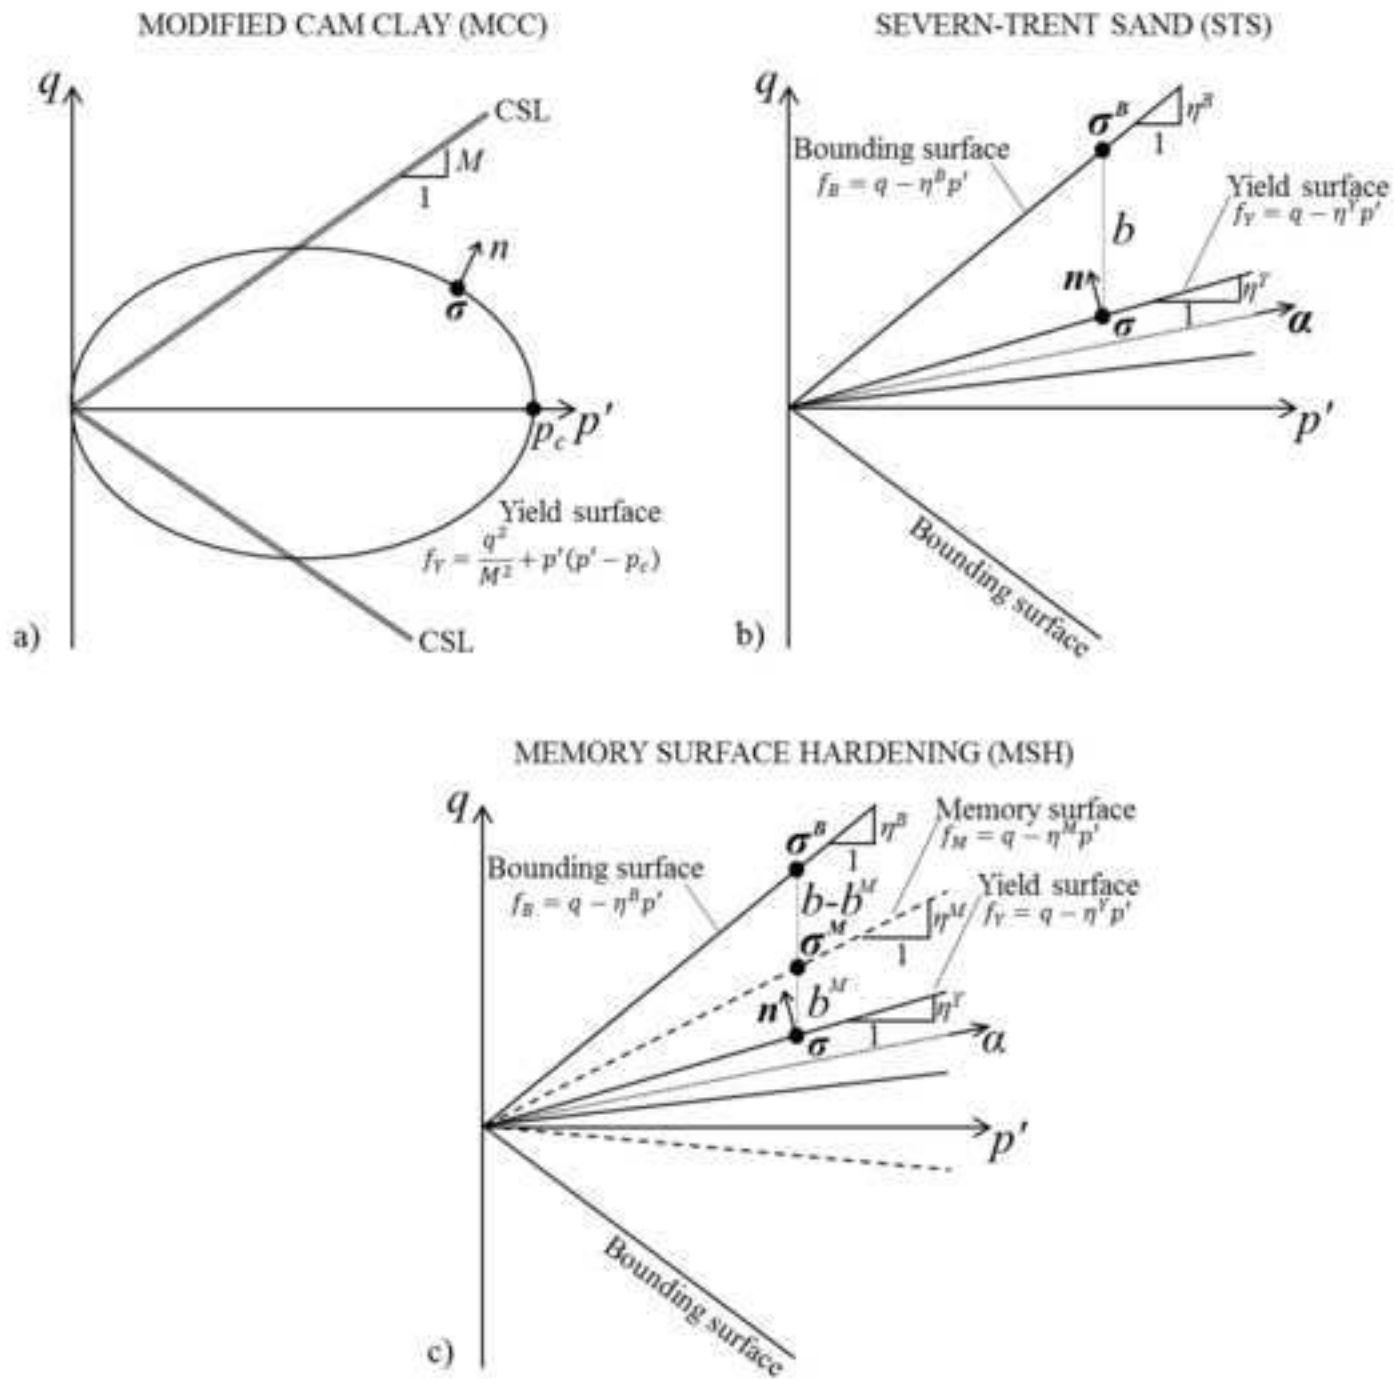 MODIFIED CAM CLAY (MCC)
q
CSL
M
1
n
σ
p_c p'
Yield surface
f_Y = q²/M² + p'(p' − p_c)
CSL
a)
SEVERN-TRENT SAND (STS)
q
σ^B
η^B
1
Bounding surface
f_B = q − η^B p'
Yield surface
f_Y = q − η^Y p'
b
n
η^Y
1
σ
α
p'
Bounding surface
b)
MEMORY SURFACE HARDENING (MSH)
q
σ^B
η^B
1
Memory surface
f_M = q − η^M p'
Bounding surface
f_B = q − η^B p'
b-b^M
Yield surface
f_Y = q − η^Y p'
σ^M
η^M
1
n
b^M
η^Y
1
σ
α
p'
Bounding surface
c)